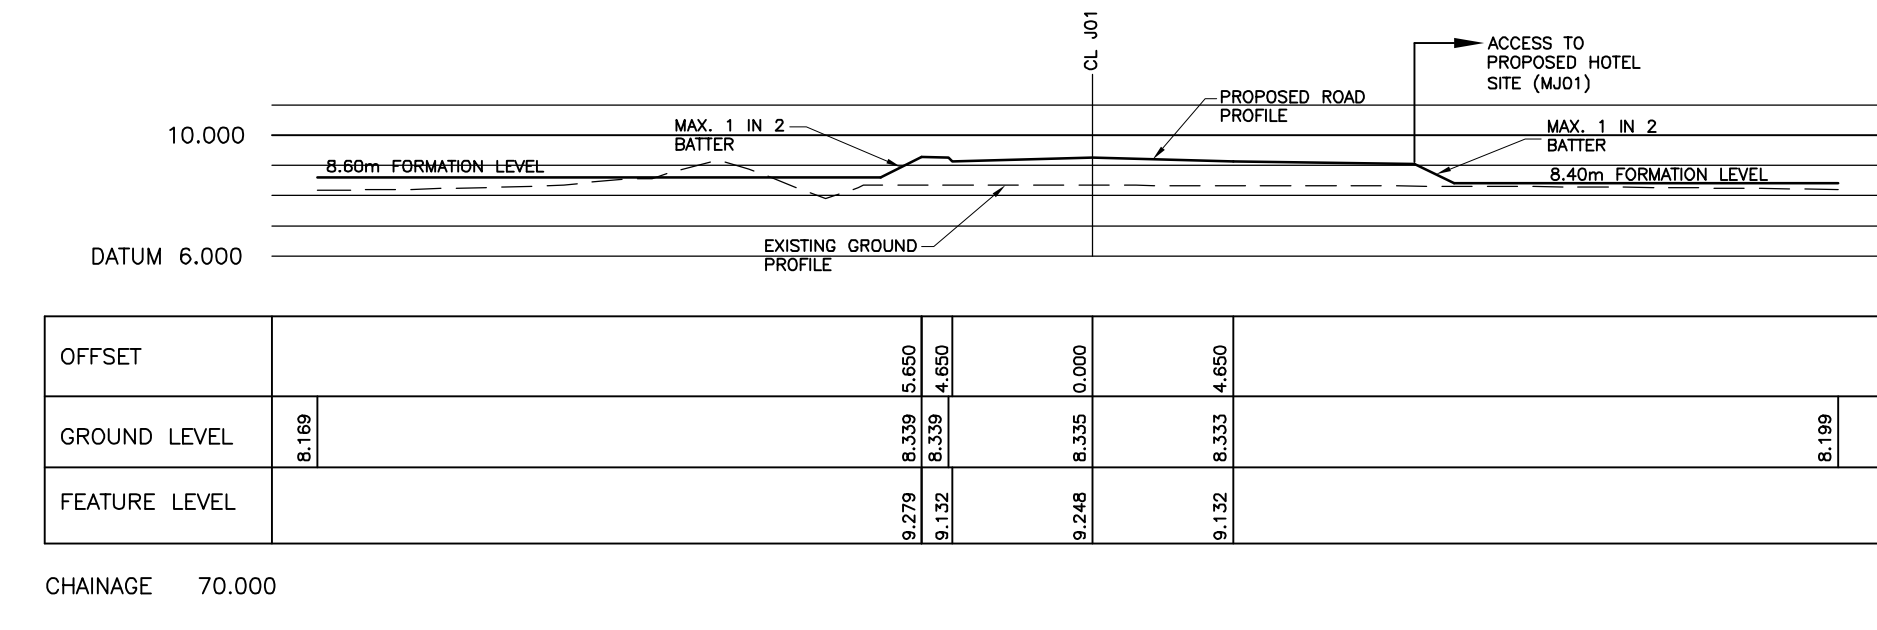 CL J01
ACCESS TO
PROPOSED HOTEL
SITE (MJ01)
PROPOSED ROAD
PROFILE
MAX. 1 IN 2
BATTER
MAX. 1 IN 2
BATTER
10.000
8.60m FORMATION LEVEL
8.40m FORMATION LEVEL
EXISTING GROUND
PROFILE
DATUM 6.000
OFFSET
5.650
4.650
0.000
4.650
GROUND LEVEL
8.169
8.339
8.339
8.335
8.333
8.199
FEATURE LEVEL
9.279
9.132
9.248
9.132
CHAINAGE 70.000